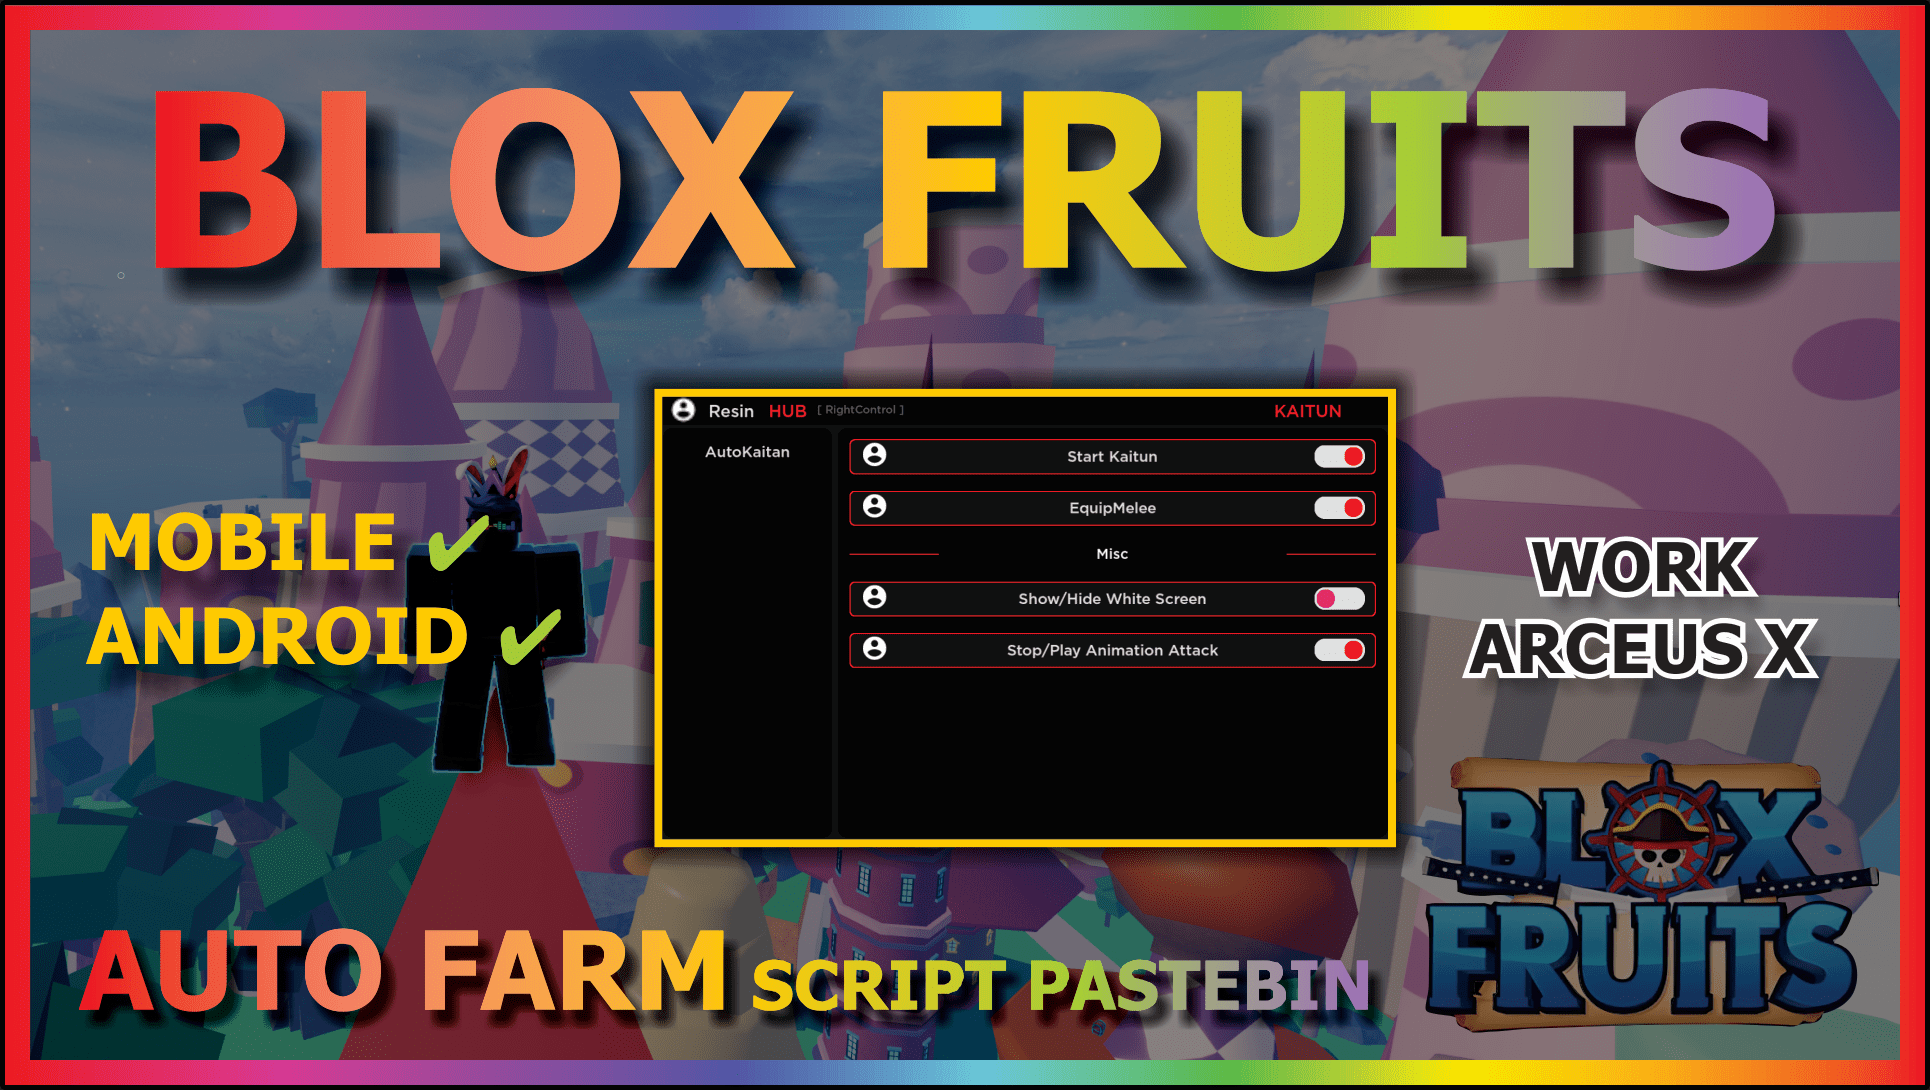 BLOX FRUITS
Resin HUB [ RightControl ] KAITUN
AutoKaitan
Start Kaitun
EquipMelee
Misc
Show/Hide White Screen
Stop/Play Animation Attack
MOBILE ✓
ANDROID ✓
WORK
ARCEUS X
BLOX
FRUITS
AUTO FARM SCRIPT PASTEBIN